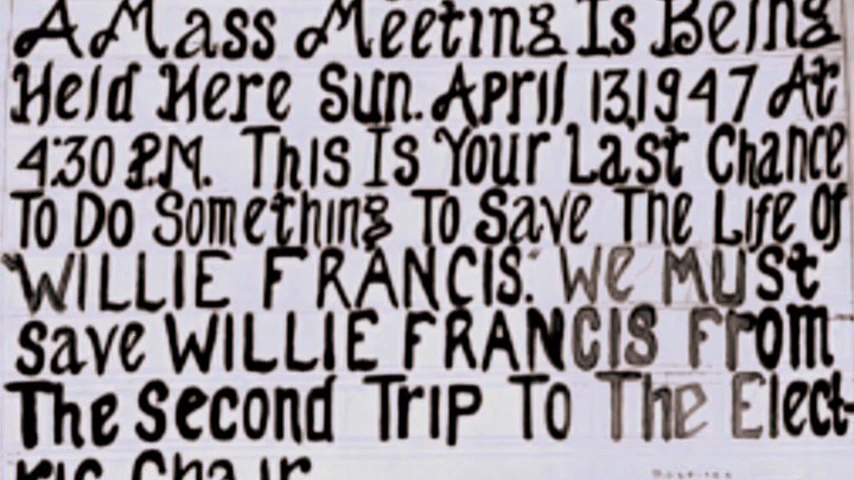 A Mass Meeting Is Being
Held Here Sun. April 13,1947 At
4:30 P.M. This Is Your Last Chance
To Do Something To Save The Life Of
"WILLIE FRANCIS." We MUst
save WILLIE FRANCIS From
The second Trip To The Elect-
ric Chair